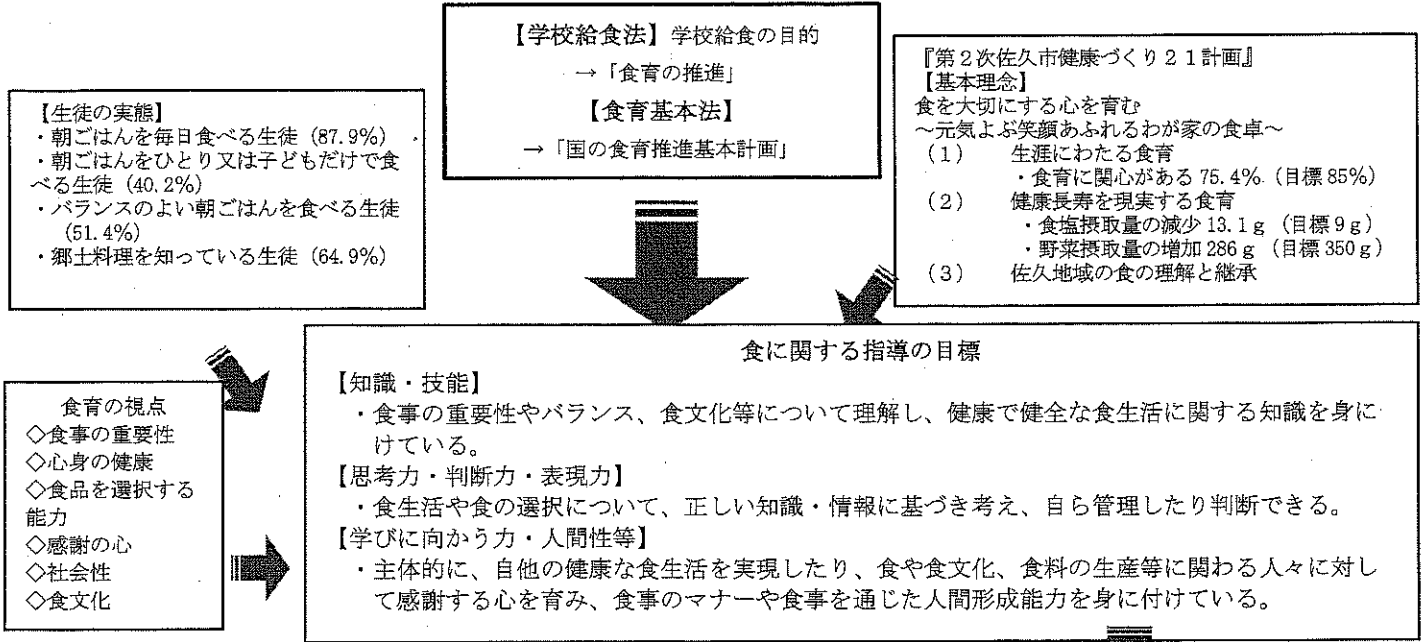 【学校給食法】学校給食の目的
→「食育の推進」
【食育基本法】
→「国の食育推進基本計画」
【生徒の実態】
・朝ごはんを毎日食べる生徒（87.9%）
・朝ごはんをひとり又は子どもだけで食
べる生徒（40.2%）
・バランスのよい朝ごはんを食べる生徒
（51.4%）
・郷土料理を知っている生徒（64.9%）
『第２次佐久市健康づくり２１計画』
【基本理念】
食を大切にする心を育む
～元気よぶ笑顔あふれるわが家の食卓～
（１）　生涯にわたる食育
・食育に関心がある 75.4%（目標 85%）
（２）　健康長寿を現実する食育
・食塩摂取量の減少 13.1ｇ（目標 9ｇ）
・野菜摂取量の増加 286ｇ（目標 350ｇ）
（３）　佐久地域の食の理解と継承
食育の視点
◇食事の重要性
◇心身の健康
◇食品を選択する
能力
◇感謝の心
◇社会性
◇食文化
食に関する指導の目標
【知識・技能】
・食事の重要性やバランス、食文化等について理解し、健康で健全な食生活に関する知識を身に
けている。
【思考力・判断力・表現力】
・食生活や食の選択について、正しい知識・情報に基づき考え、自ら管理したり判断できる。
【学びに向かう力・人間性等】
・主体的に、自他の健康な食生活を実現したり、食や食文化、食料の生産等に関わる人々に対し
て感謝する心を育み、食事のマナーや食事を通じた人間形成能力を身に付けている。